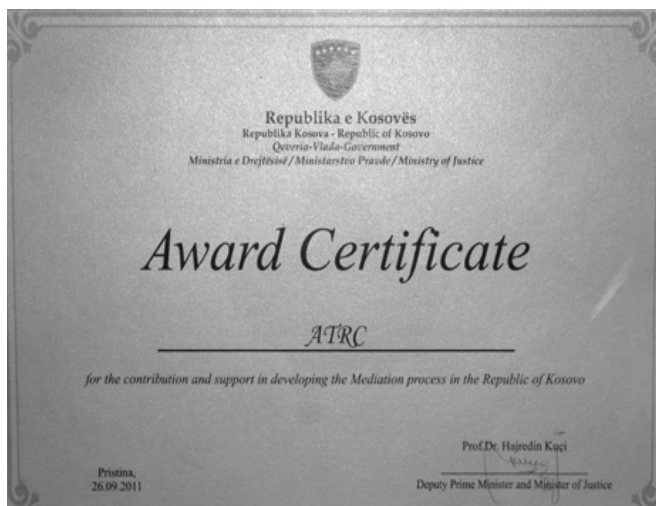 Republika e Kosovës
Republika Kosova - Republic of Kosovo
Qeveria-Vlada-Government
Ministria e Drejtësisë / Ministarstvo Pravde / Ministry of Justice
Award Certificate
ATRC
for the contribution and support in developing the Mediation process in the Republic of Kosovo
Prof.Dr. Hajredin Kuçi
Deputy Prime Minister and Minister of Justice
Pristina,
26.09.2011